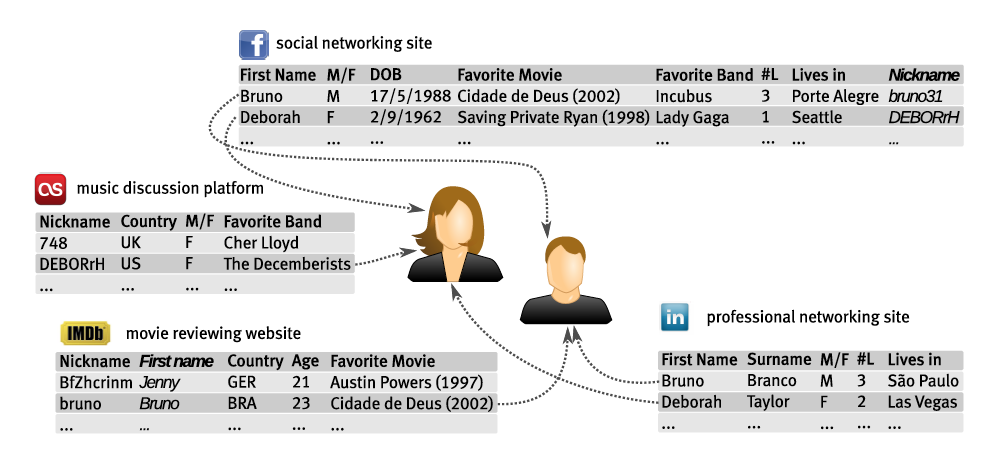 f social networking site
First Name M/F DOB Favorite Movie Favorite Band #L Lives in Nickname
Bruno M 17/5/1988 Cidade de Deus (2002) Incubus 3 Porte Alegre bruno31
Deborah F 2/9/1962 Saving Private Ryan (1998) Lady Gaga 1 Seattle DEBORrH
... ... ... ... ... ... ... ...
as music discussion platform
Nickname Country M/F Favorite Band
748 UK F Cher Lloyd
DEBORrH US F The Decemberists
... ... ... ...
IMDb movie reviewing website
Nickname First name Country Age Favorite Movie
BfZhcrinm Jenny GER 21 Austin Powers (1997)
bruno Bruno BRA 23 Cidade de Deus (2002)
... ... ... ... ...
in professional networking site
First Name Surname M/F #L Lives in
Bruno Branco M 3 São Paulo
Deborah Taylor F 2 Las Vegas
... ... ... ... ...